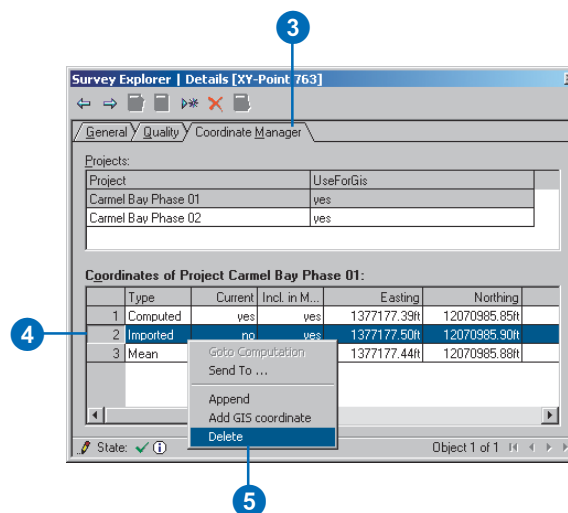 3
Survey Explorer | Details [XY-Point 763]
General Quality Coordinate Manager
Projects:
Project UseForGis
Carmel Bay Phase 01 yes
Carmel Bay Phase 02 yes
Coordinates of Project Carmel Bay Phase 01:
Type Current Incl. in M... Easting Northing
1 Computed yes yes 1377177.39ft 12070985.85ft
4
2 Imported no yes 1377177.50ft 12070985.90ft
3 Mean 1377177.44ft 12070985.88ft
Goto Computation
Send To ...
Append
Add GIS coordinate
Delete
State: Object 1 of 1
5